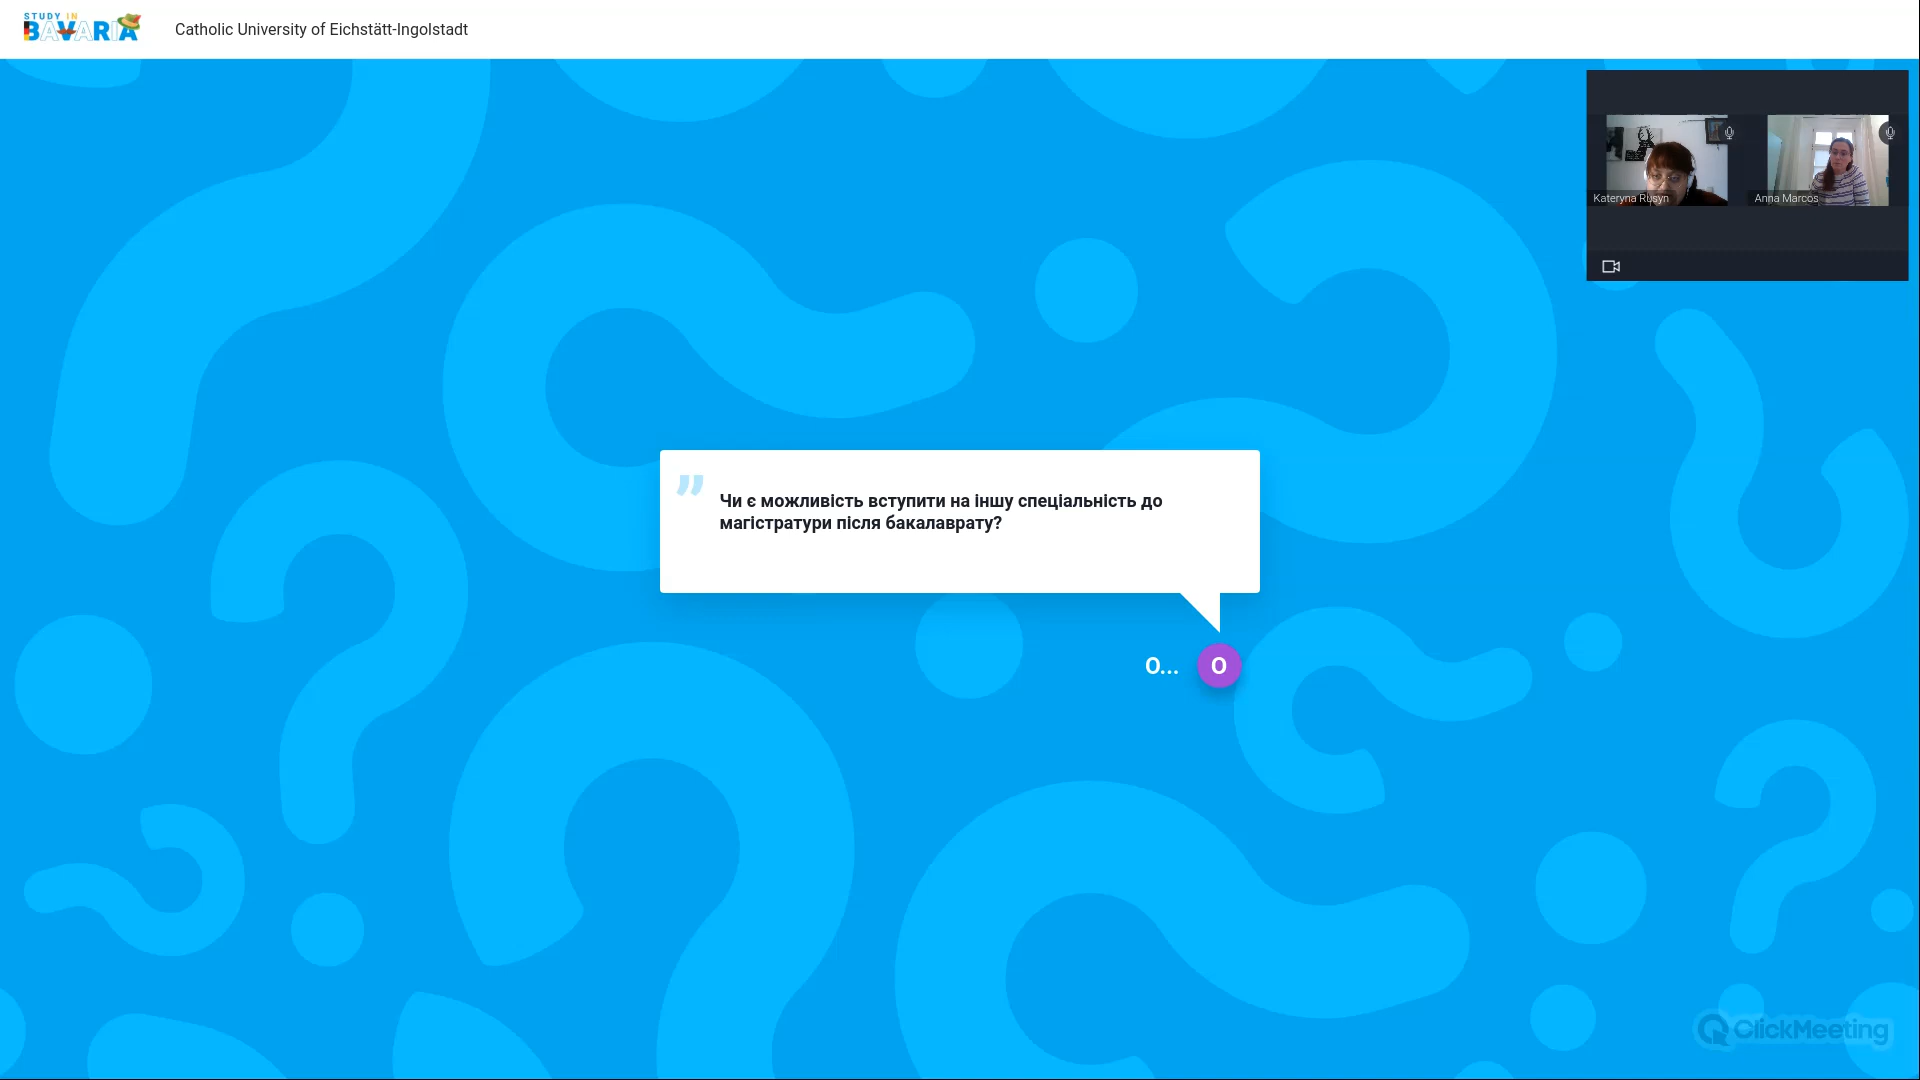 STUDY IN
BAVARIA
Catholic University of Eichstätt-Ingolstadt
Kateryna Rusyn
Anna Marcos
Чи є можливість вступити на іншу спеціальність до
магістратури після бакалаврату?
O... O
ClickMeeting